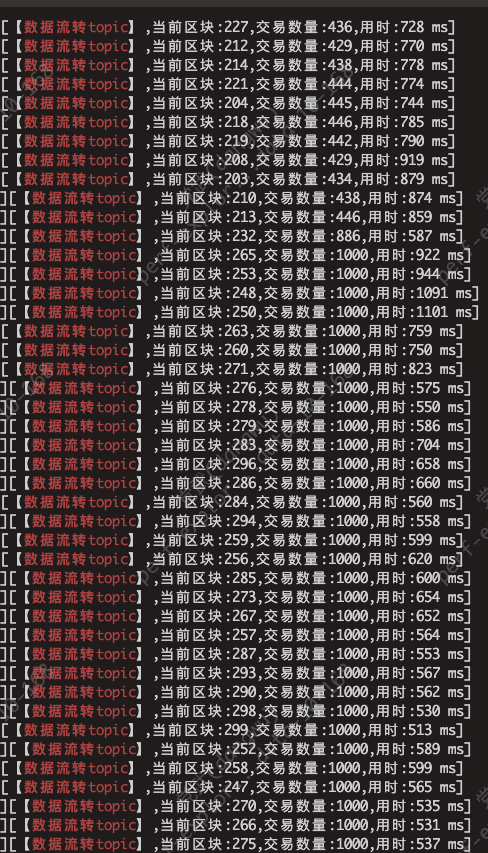 [【数据流转topic】,当前区块:227,交易数量:436,用时:728 ms]
[【数据流转topic】,当前区块:212,交易数量:429,用时:770 ms]
[【数据流转topic】,当前区块:214,交易数量:438,用时:778 ms]
[【数据流转topic】,当前区块:221,交易数量:444,用时:774 ms]
[【数据流转topic】,当前区块:204,交易数量:445,用时:744 ms]
[【数据流转topic】,当前区块:218,交易数量:446,用时:785 ms]
[【数据流转topic】,当前区块:219,交易数量:442,用时:790 ms]
[【数据流转topic】,当前区块:208,交易数量:429,用时:919 ms]
[【数据流转topic】,当前区块:203,交易数量:434,用时:879 ms]
][【数据流转topic】,当前区块:210,交易数量:438,用时:874 ms]
][【数据流转topic】,当前区块:213,交易数量:446,用时:859 ms]
][【数据流转topic】,当前区块:232,交易数量:886,用时:587 ms]
][【数据流转topic】,当前区块:265,交易数量:1000,用时:922 ms]
][【数据流转topic】,当前区块:253,交易数量:1000,用时:944 ms]
][【数据流转topic】,当前区块:248,交易数量:1000,用时:1091 ms]
][【数据流转topic】,当前区块:250,交易数量:1000,用时:1101 ms]
[【数据流转topic】,当前区块:263,交易数量:1000,用时:759 ms]
[【数据流转topic】,当前区块:260,交易数量:1000,用时:750 ms]
[【数据流转topic】,当前区块:271,交易数量:1000,用时:823 ms]
][【数据流转topic】,当前区块:276,交易数量:1000,用时:575 ms]
][【数据流转topic】,当前区块:278,交易数量:1000,用时:550 ms]
][【数据流转topic】,当前区块:279,交易数量:1000,用时:586 ms]
][【数据流转topic】,当前区块:283,交易数量:1000,用时:704 ms]
][【数据流转topic】,当前区块:296,交易数量:1000,用时:658 ms]
][【数据流转topic】,当前区块:286,交易数量:1000,用时:660 ms]
[【数据流转topic】,当前区块:284,交易数量:1000,用时:560 ms]
[【数据流转topic】,当前区块:294,交易数量:1000,用时:558 ms]
[【数据流转topic】,当前区块:259,交易数量:1000,用时:599 ms]
[【数据流转topic】,当前区块:256,交易数量:1000,用时:620 ms]
][【数据流转topic】,当前区块:285,交易数量:1000,用时:600 ms]
][【数据流转topic】,当前区块:273,交易数量:1000,用时:654 ms]
][【数据流转topic】,当前区块:267,交易数量:1000,用时:652 ms]
][【数据流转topic】,当前区块:257,交易数量:1000,用时:564 ms]
][【数据流转topic】,当前区块:287,交易数量:1000,用时:553 ms]
][【数据流转topic】,当前区块:293,交易数量:1000,用时:567 ms]
][【数据流转topic】,当前区块:290,交易数量:1000,用时:562 ms]
][【数据流转topic】,当前区块:298,交易数量:1000,用时:530 ms]
[【数据流转topic】,当前区块:299,交易数量:1000,用时:513 ms]
[【数据流转topic】,当前区块:252,交易数量:1000,用时:589 ms]
[【数据流转topic】,当前区块:258,交易数量:1000,用时:599 ms]
[【数据流转topic】,当前区块:247,交易数量:1000,用时:565 ms]
][【数据流转topic】,当前区块:270,交易数量:1000,用时:535 ms]
][【数据流转topic】,当前区块:266,交易数量:1000,用时:531 ms]
][【数据流转topic】,当前区块:275,交易数量:1000,用时:537 ms]